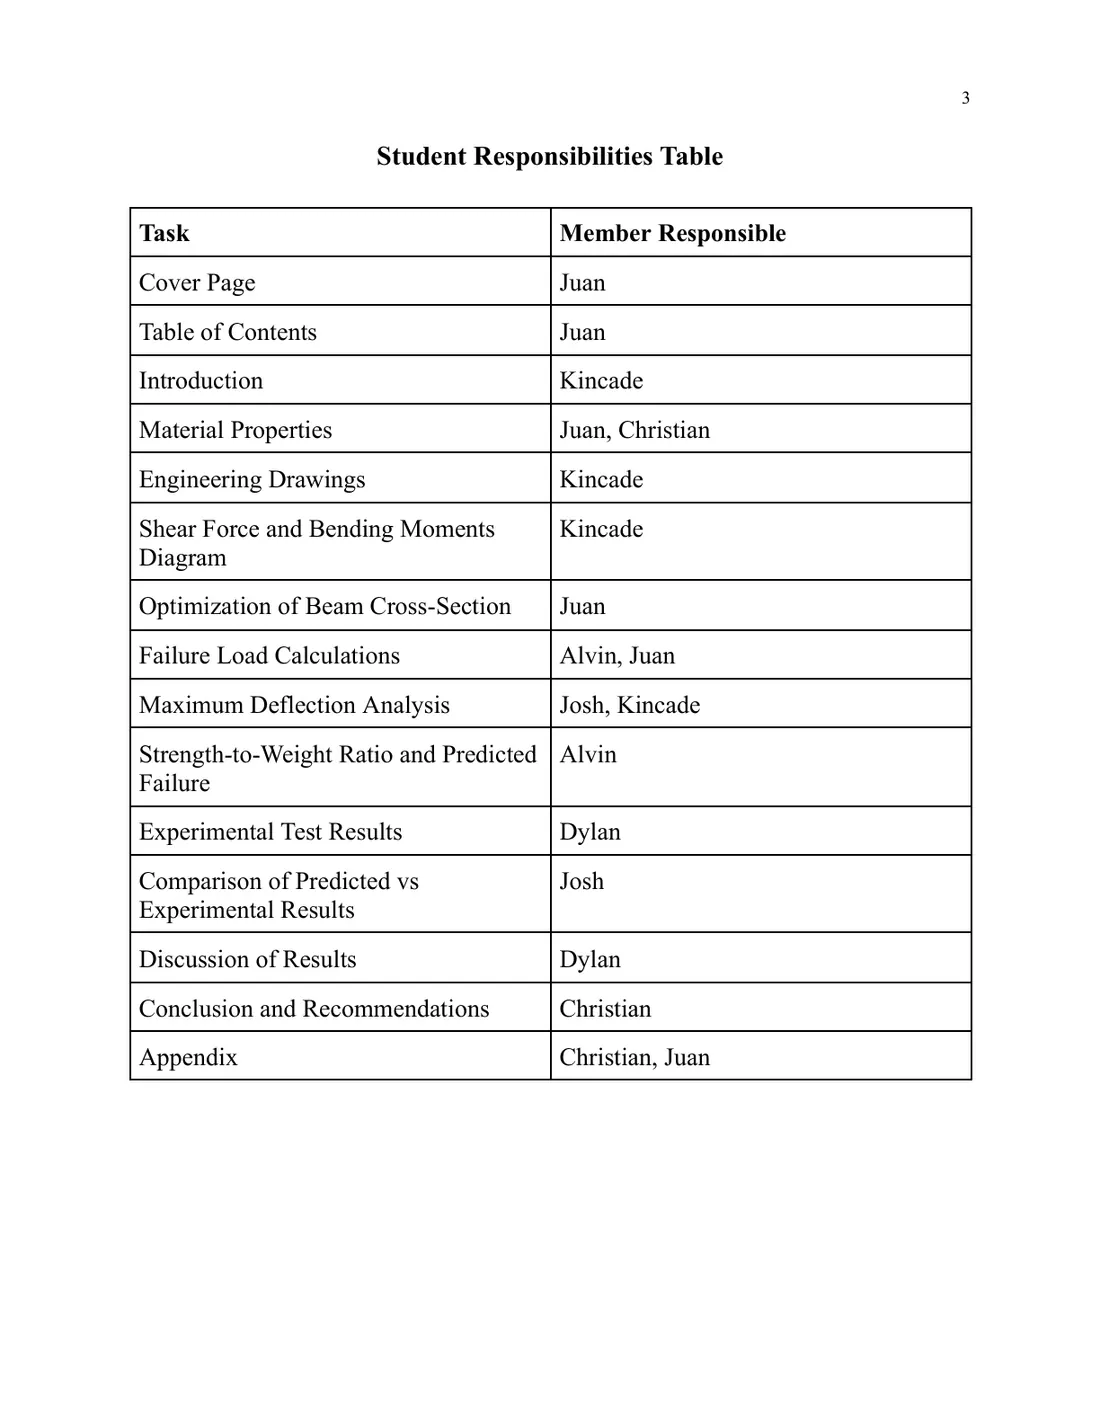 3
Student Responsibilities Table
Task Member Responsible
Cover Page Juan
Table of Contents Juan
Introduction Kincade
Material Properties Juan, Christian
Engineering Drawings Kincade
Shear Force and Bending Moments Kincade
Diagram
Optimization of Beam Cross-Section Juan
Failure Load Calculations Alvin, Juan
Maximum Deflection Analysis Josh, Kincade
Strength-to-Weight Ratio and Predicted Alvin
Failure
Experimental Test Results Dylan
Comparison of Predicted vs Josh
Experimental Results
Discussion of Results Dylan
Conclusion and Recommendations Christian
Appendix Christian, Juan